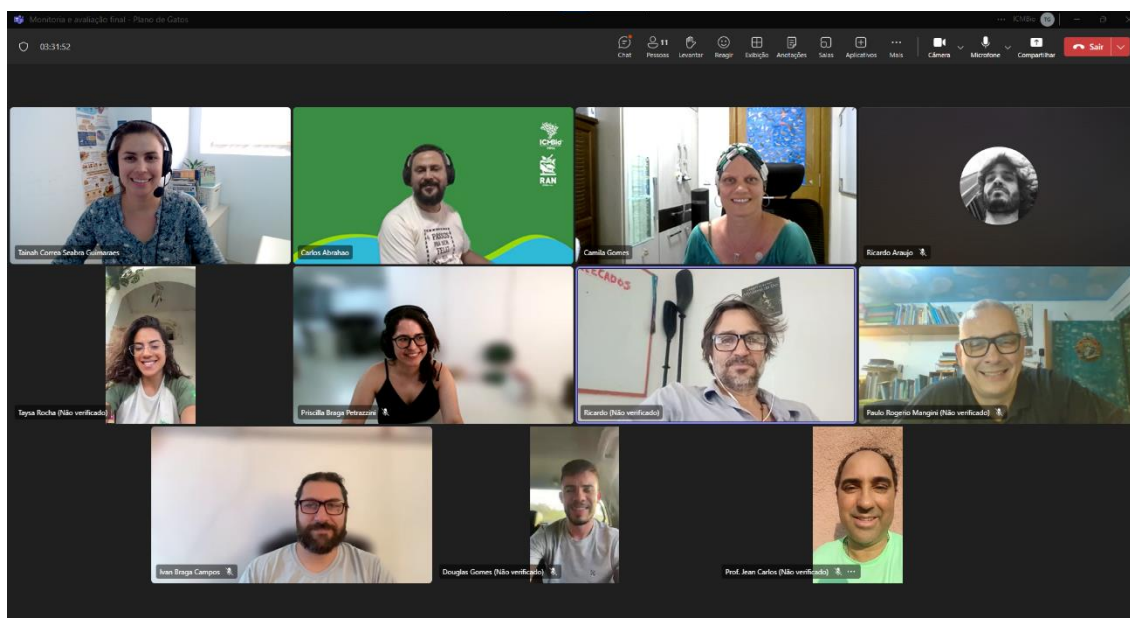 Monitoria e avaliação final - Plano de Gatos
ICMBio TG
03:31:52
11
Chat Pessoas Levantar Reagir Exibição Anotações Salas Aplicativos Mais Câmera Microfone Compartilhar Sair
ICMBio
RAN
Tainah Correa Seabra Guimaraes
Carlos Abrahao
Camila Gomes
Ricardo Araujo
Taysa Rocha (Não verificado)
Priscilla Braga Petrazzini
Ricardo (Não verificado)
Paulo Rogerio Mangini (Não verificado)
Ivan Braga Campos
Douglas Gomes (Não verificado)
Prof. Jean Carlos (Não verificado)